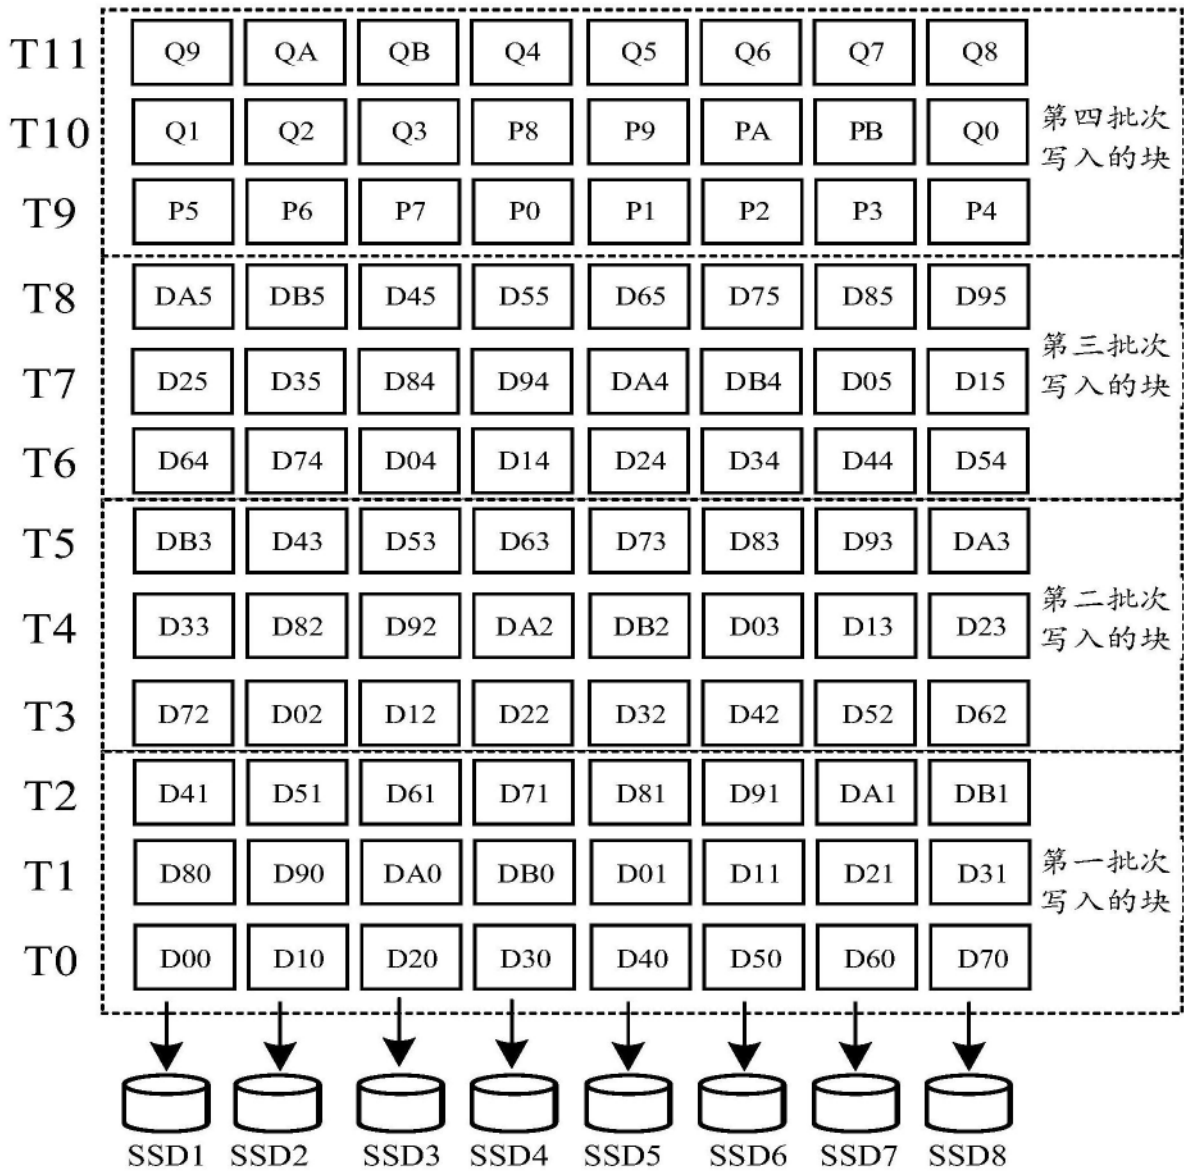 T11 Q9 QA QB Q4 Q5 Q6 Q7 Q8
T10 Q1 Q2 Q3 P8 P9 PA PB Q0 第四批次
写入的块
T9 P5 P6 P7 P0 P1 P2 P3 P4
T8 DA5 DB5 D45 D55 D65 D75 D85 D95
第三批次
T7 D25 D35 D84 D94 DA4 DB4 D05 D15 写入的块
T6 D64 D74 D04 D14 D24 D34 D44 D54
T5 DB3 D43 D53 D63 D73 D83 D93 DA3
第二批次
T4 D33 D82 D92 DA2 DB2 D03 D13 D23 写入的块
T3 D72 D02 D12 D22 D32 D42 D52 D62
T2 D41 D51 D61 D71 D81 D91 DA1 DB1
T1 D80 D90 DA0 DB0 D01 D11 D21 D31 第一批次
写入的块
T0 D00 D10 D20 D30 D40 D50 D60 D70
SSD1 SSD2 SSD3 SSD4 SSD5 SSD6 SSD7 SSD8